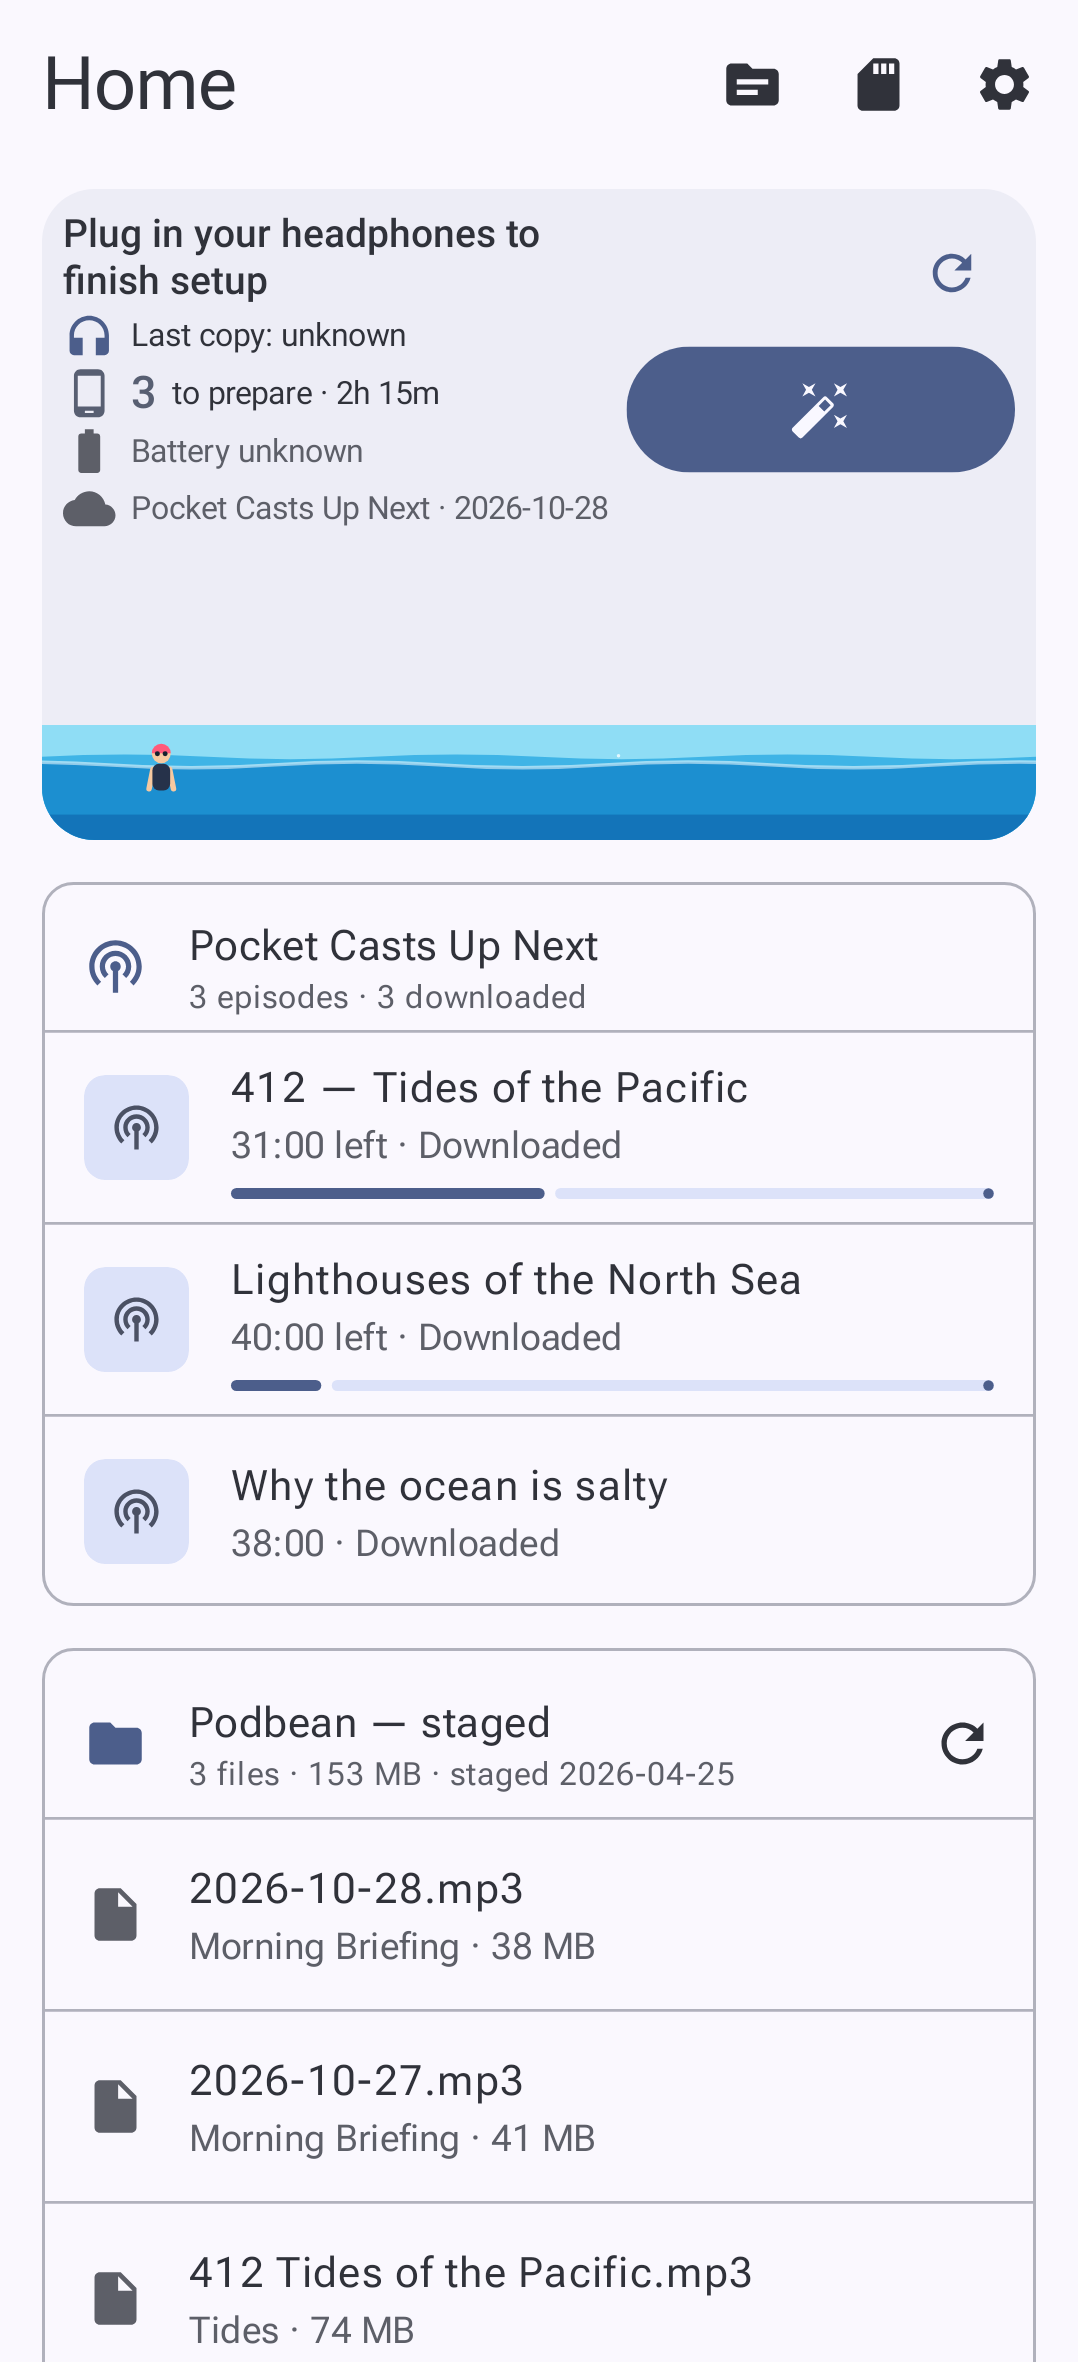 Home
Plug in your headphones to
finish setup
Last copy: unknown
3 to prepare · 2h 15m
Battery unknown
Pocket Casts Up Next · 2026-10-28
Pocket Casts Up Next
3 episodes · 3 downloaded
412 — Tides of the Pacific
31:00 left · Downloaded
Lighthouses of the North Sea
40:00 left · Downloaded
Why the ocean is salty
38:00 · Downloaded
Podbean — staged
3 files · 153 MB · staged 2026-04-25
2026-10-28.mp3
Morning Briefing · 38 MB
2026-10-27.mp3
Morning Briefing · 41 MB
412 Tides of the Pacific.mp3
Tides · 74 MB